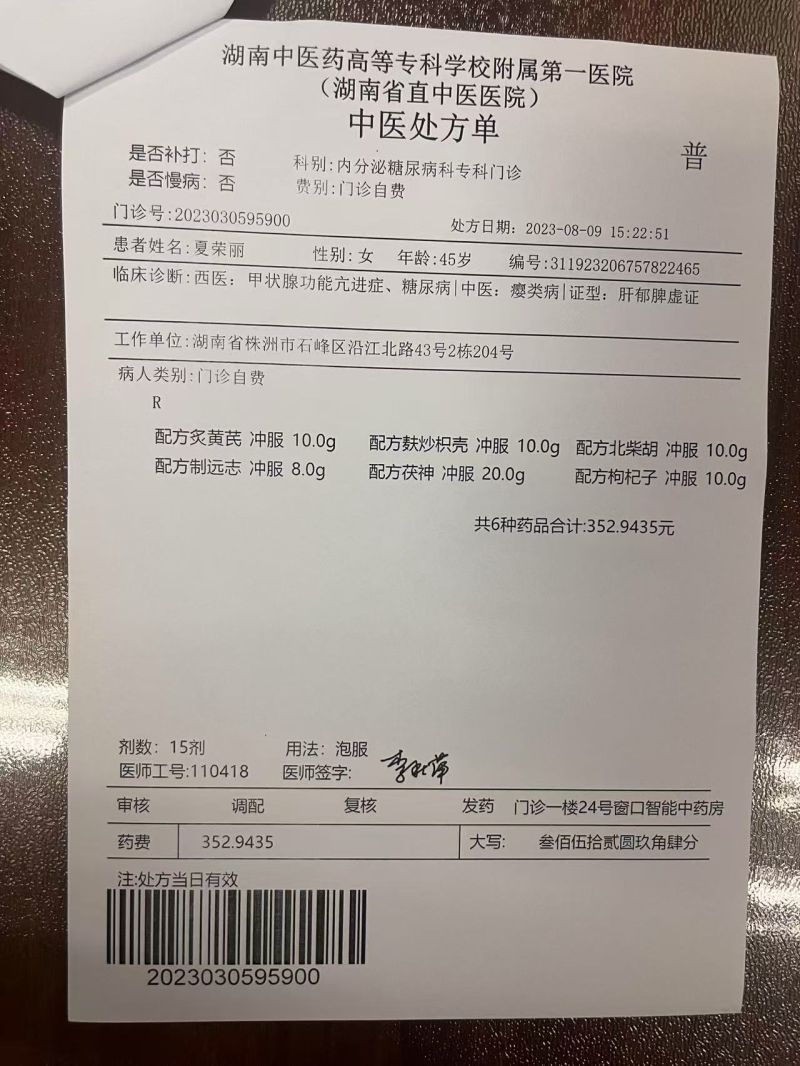 湖南中医药高等专科学校附属第一医院
（湖南省直中医医院）
中医处方单
普
是否补打：否 科别:内分泌糖尿病科专科门诊
是否慢病：否 费别:门诊自费
门诊号:2023030595900 处方日期：2023-08-09 15:22:51
患者姓名:夏荣丽 性别:女 年龄:45岁 编号:311923206757822465
临床诊断:西医：甲状腺功能亢进症、糖尿病|中医：瘿类病|证型：肝郁脾虚证
工作单位:湖南省株洲市石峰区沿江北路43号2栋204号
病人类别:门诊自费
R
配方炙黄芪 冲服 10.0g 配方麸炒枳壳 冲服 10.0g 配方北柴胡 冲服 10.0g
配方制远志 冲服 8.0g 配方茯神 冲服 20.0g 配方枸杞子 冲服 10.0g
共6种药品合计:352.9435元
剂数：15剂 用法：泡服
医师工号:110418 医师签字:
审核 调配 复核 发药 门诊一楼24号窗口智能中药房
药费 352.9435 大写: 叁佰伍拾贰圆玖角肆分
注:处方当日有效
2023030595900